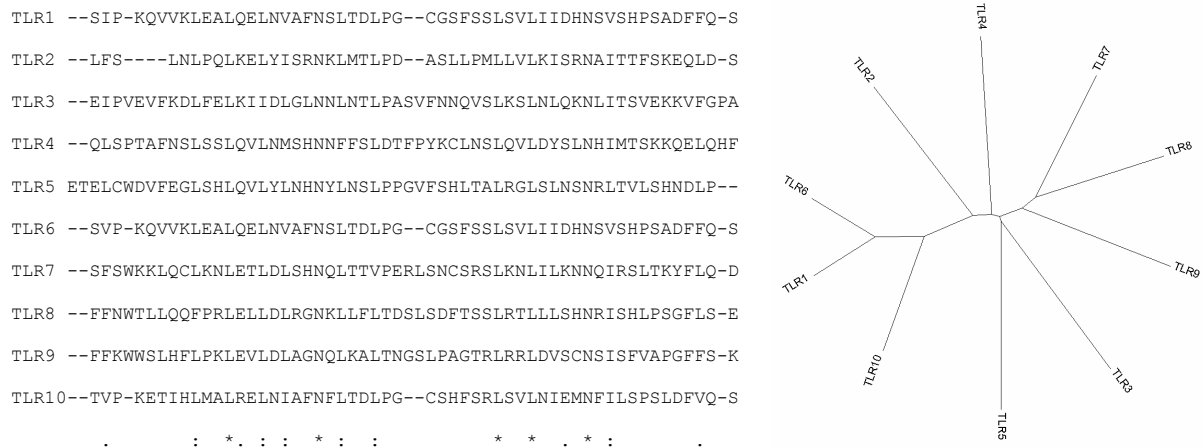 TLR1 --SIP-KQVVKLEALQELNVAFNSLTDLPG--CGSFSSLSVLIIDHNSVSHPSADFFQ-S
TLR2 --LFS----LNLPQLKELYISRNKLMTLPD--ASLLPMLLVLKISRNAITTFSKEQLD-S
TLR3 --EIPVEVFKDLFELKIIDLGLNNLNTLPASVFNNQVSLKSLNLQKNLITSVEKKVFGPA
TLR4 --QLSPTAFNSLSSLQVLNMSHNNFFSLDTFPYKCLNSLQVLDYSLNHIMTSKKQELQHF
TLR5 ETELCWDVFEGLSHLQVLYLNHNYLNSLPPGVFSHLTALRGLSLNSNRLTVLSHNDLP--
TLR6 --SVP-KQVVKLEALQELNVAFNSLTDLPG--CGSFSSLSVLIIDHNSVSHPSADFFQ-S
TLR7 --SFSWKKLQCLKNLETLDLSHNQLTTVPERLSNCSRSLKNLILKNNQIRSLTKYFLQ-D
TLR8 --FFNWTLLQQFPRLELLDLRGNKLLFLTDSLSDFTSSLRTLLLSHNRISHLPSGFLS-E
TLR9 --FFKWWSLHFLPKLEVLDLAGNQLKALTNGSLPAGTRLRRLDVSCNSISFVAPGFFS-K
TLR10--TVP-KETIHLMALRELNIAFNFLTDLPG--CSHFSRLSVLNIEMNFILSPSLDFVQ-S
. : *. : : * : : * * . * : .
TLR4
TLR7
TLR2
TLR8
TLR6
TLR9
TLR1
TLR10
TLR3
TLR5